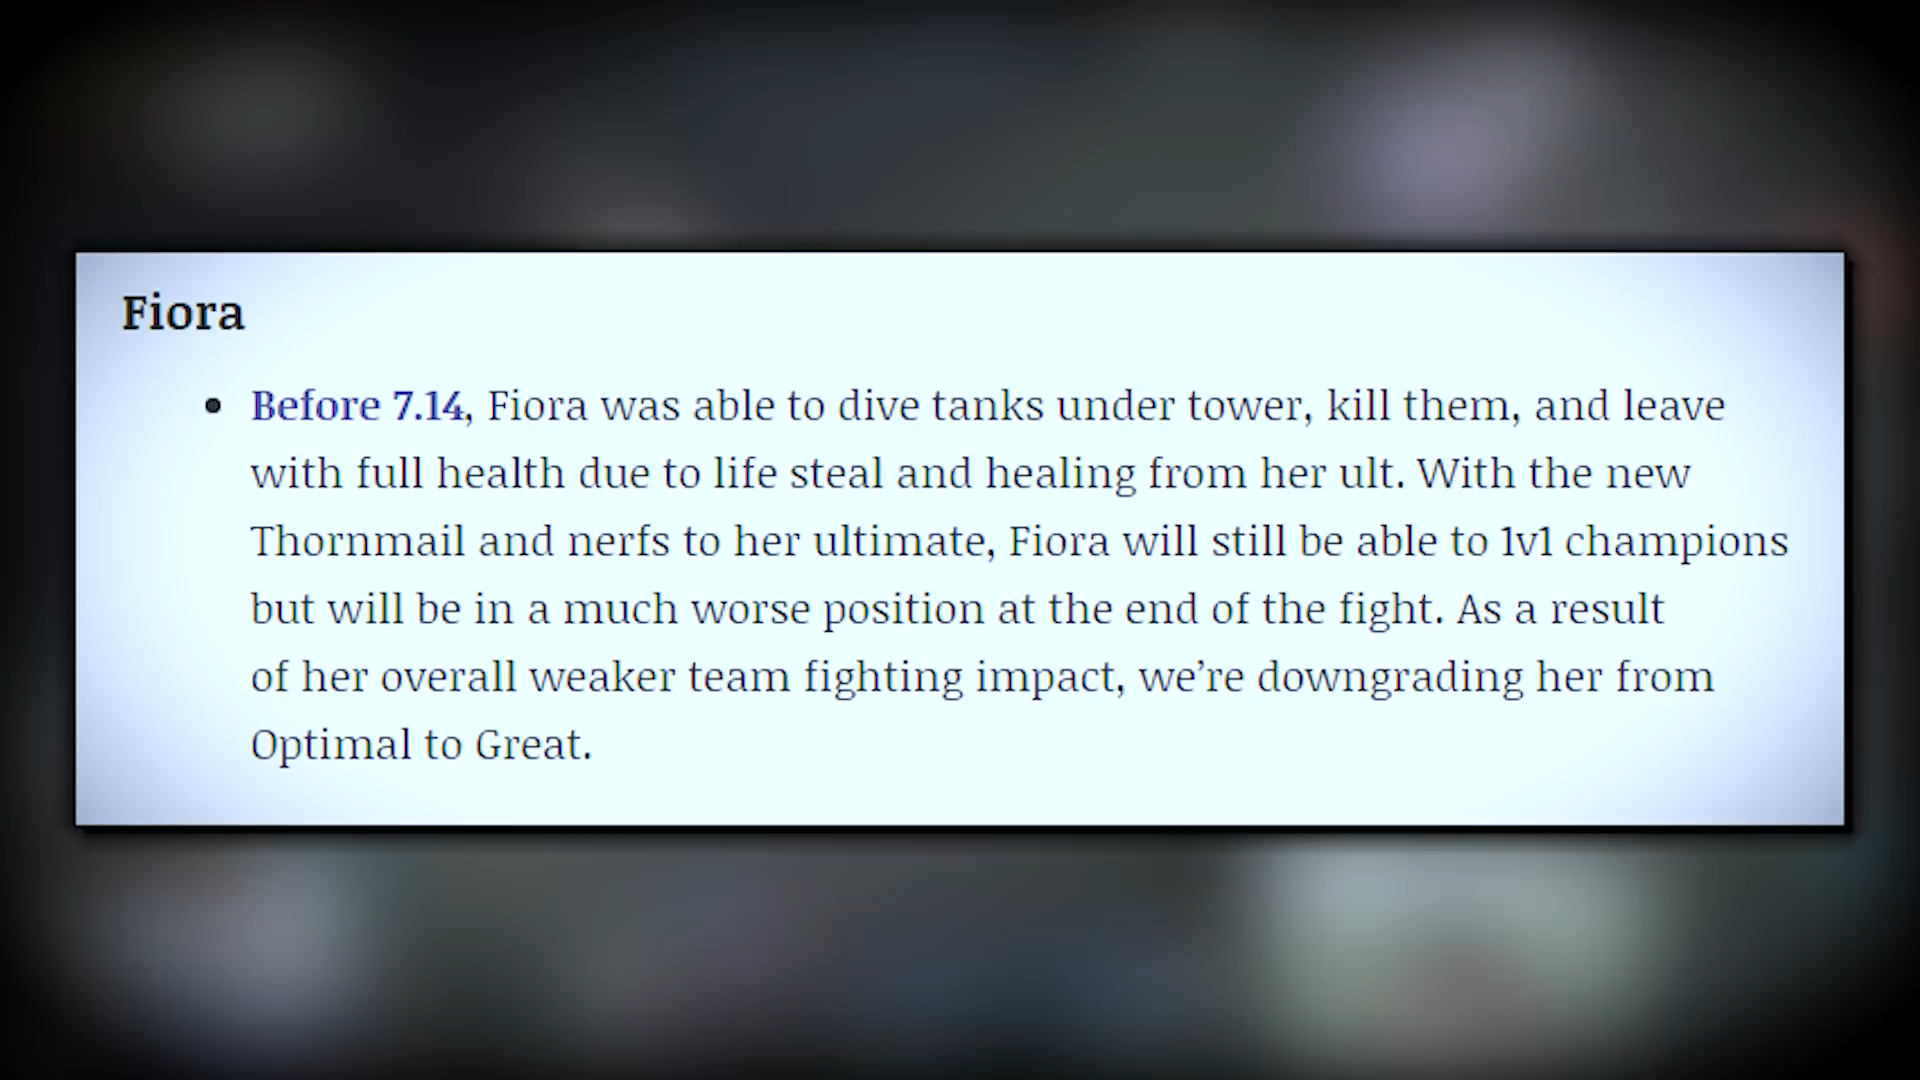 Fiora
• Before 7.14, Fiora was able to dive tanks under tower, kill them, and leave
with full health due to life steal and healing from her ult. With the new
Thornmail and nerfs to her ultimate, Fiora will still be able to 1v1 champions
but will be in a much worse position at the end of the fight. As a result
of her overall weaker team fighting impact, we’re downgrading her from
Optimal to Great.